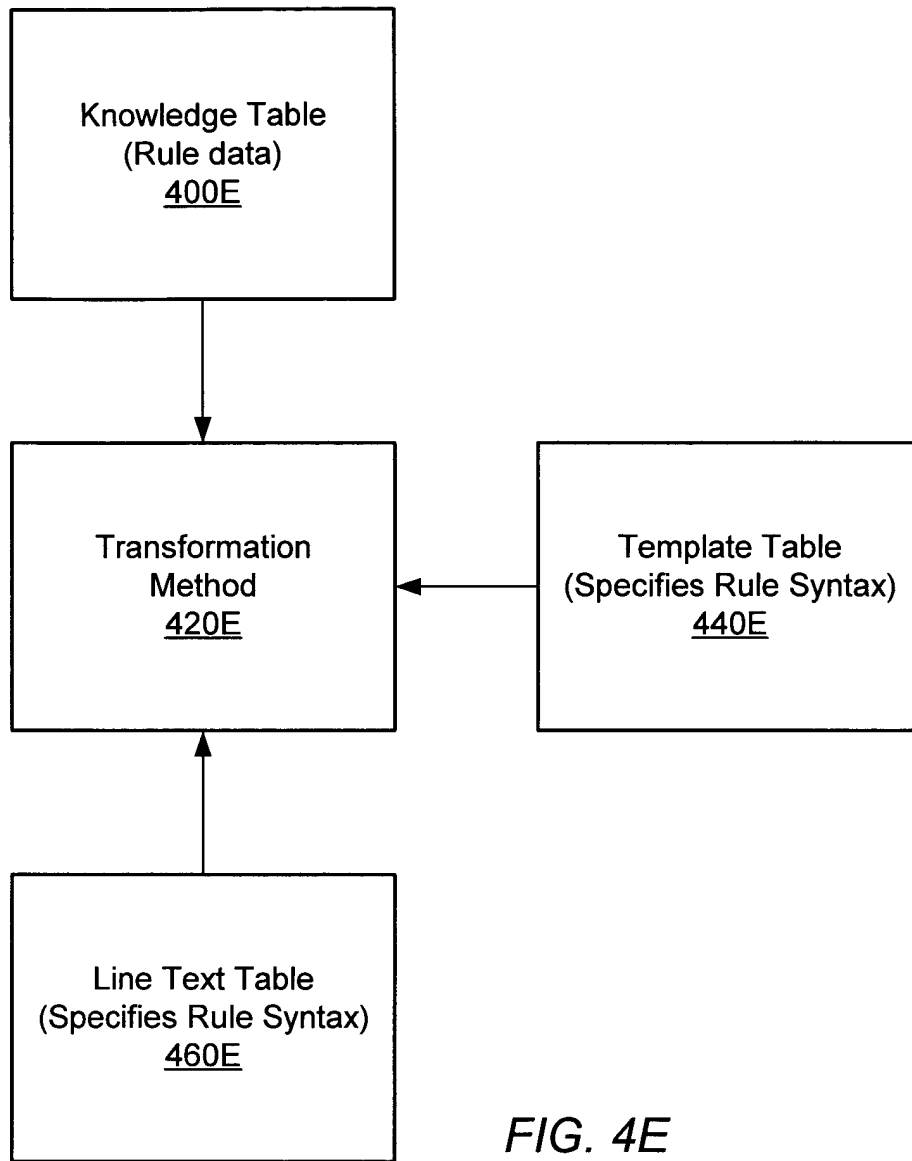 Knowledge Table
(Rule data)
400E
Transformation
Method
420E
Template Table
(Specifies Rule Syntax)
440E
Line Text Table
(Specifies Rule Syntax)
460E
FIG. 4E